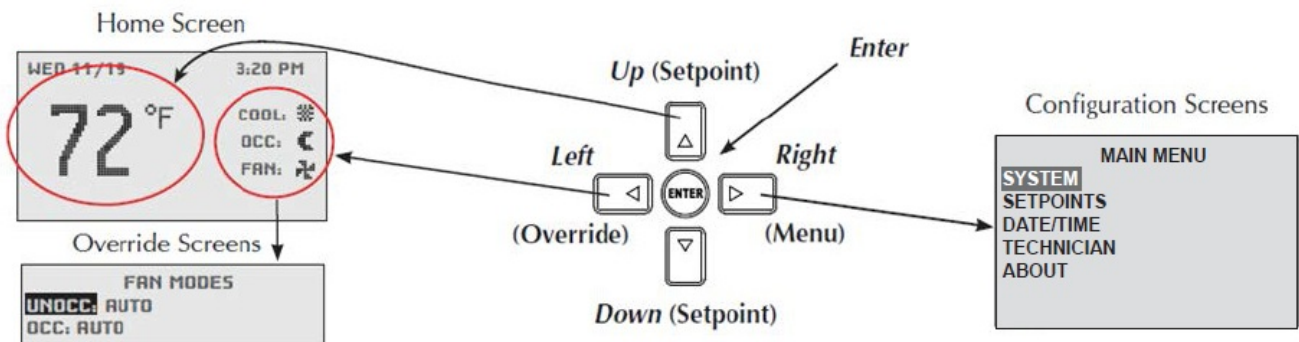 Home Screen
WED 11/19 3:20 PM
72 °F
COOL:
OCC:
FAN:
Override Screens
FAN MODES
UNOCC: AUTO
OCC: AUTO
Up (Setpoint)
Enter
Left
Right
ENTER
(Override)
(Menu)
Down (Setpoint)
Configuration Screens
MAIN MENU
SYSTEM
SETPOINTS
DATE/TIME
TECHNICIAN
ABOUT